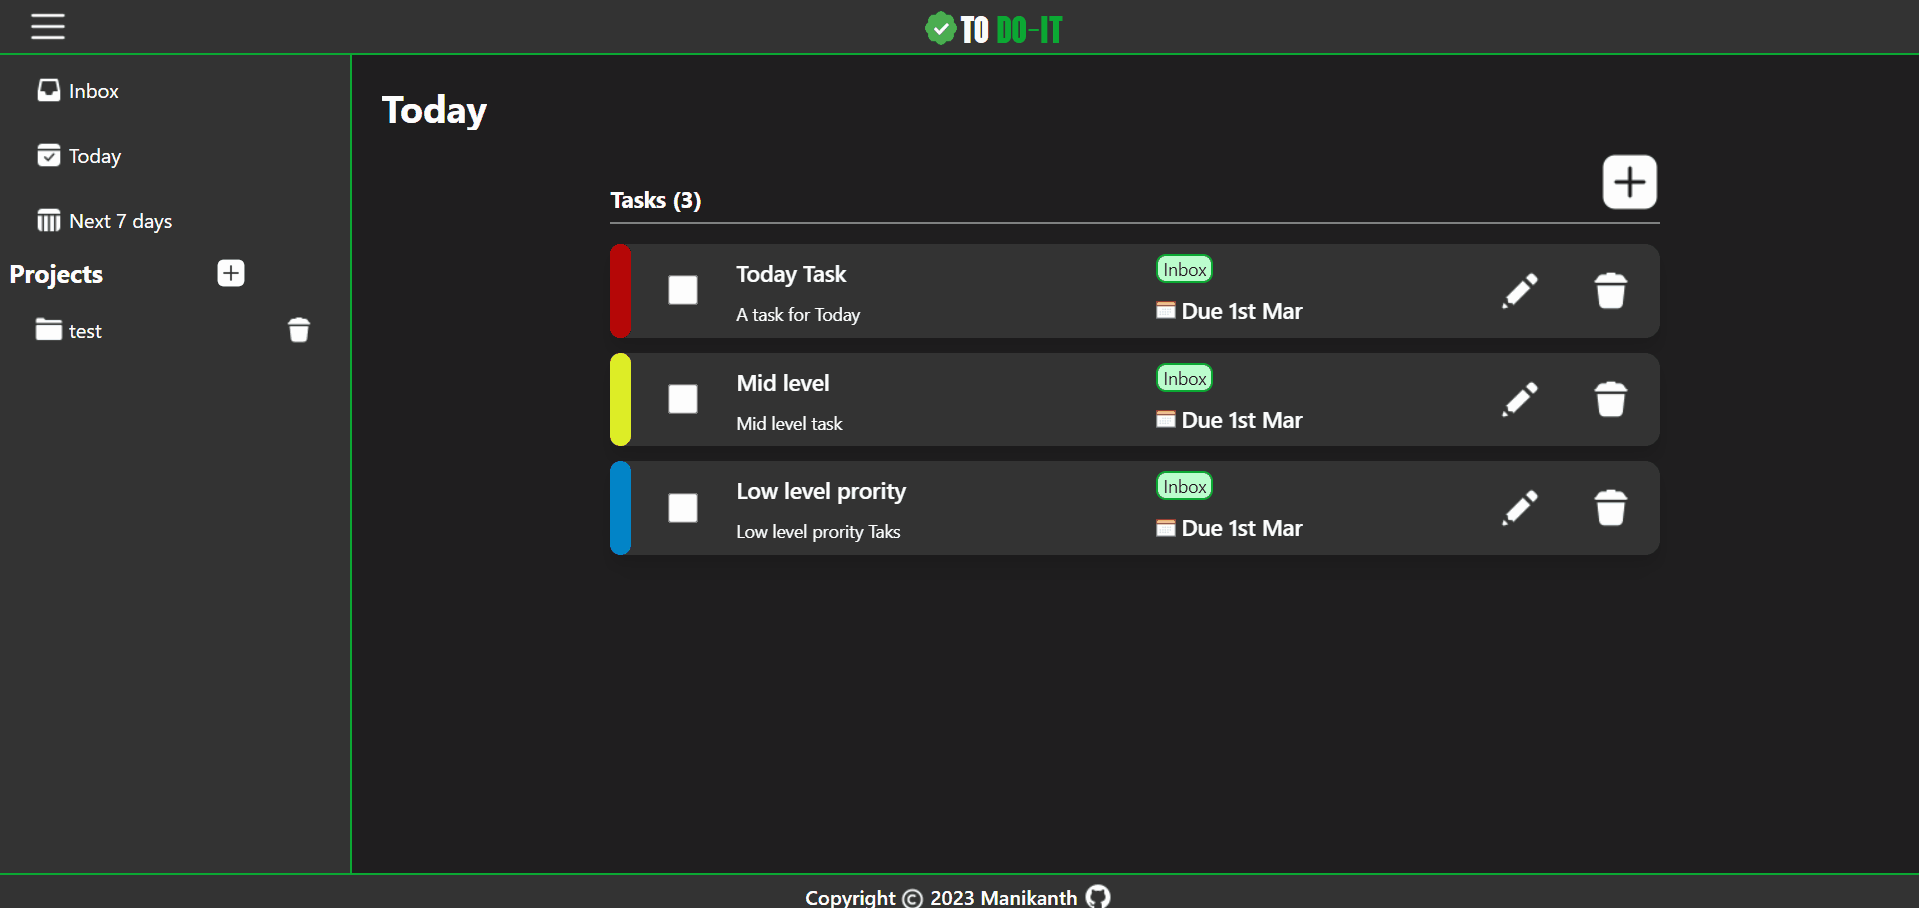 TO DO-IT
Inbox
Today
Next 7 days
Projects
test
Today
Tasks (3)
Today Task
A task for Today
Inbox
Due 1st Mar
Mid level
Mid level task
Inbox
Due 1st Mar
Low level prority
Low level prority Taks
Inbox
Due 1st Mar
Copyright © 2023 Manikanth